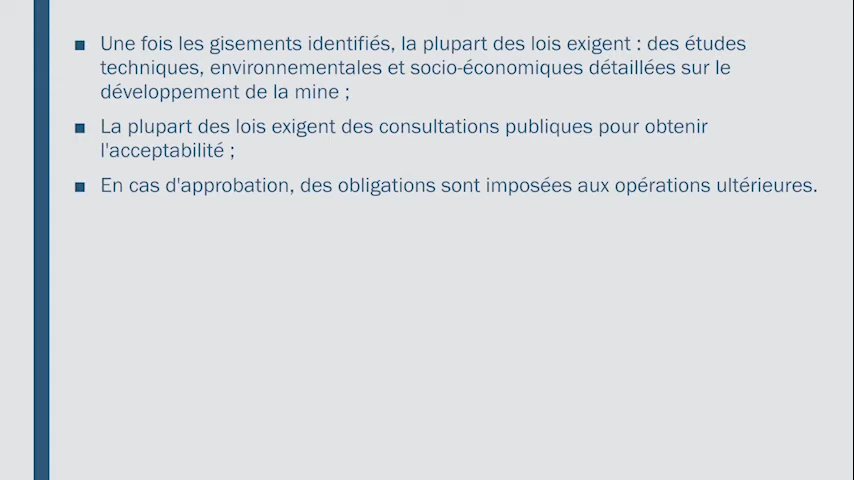 Une fois les gisements identifiés, la plupart des lois exigent : des études
techniques, environnementales et socio-économiques détaillées sur le
développement de la mine ;
La plupart des lois exigent des consultations publiques pour obtenir
l'acceptabilité ;
En cas d'approbation, des obligations sont imposées aux opérations ultérieures.